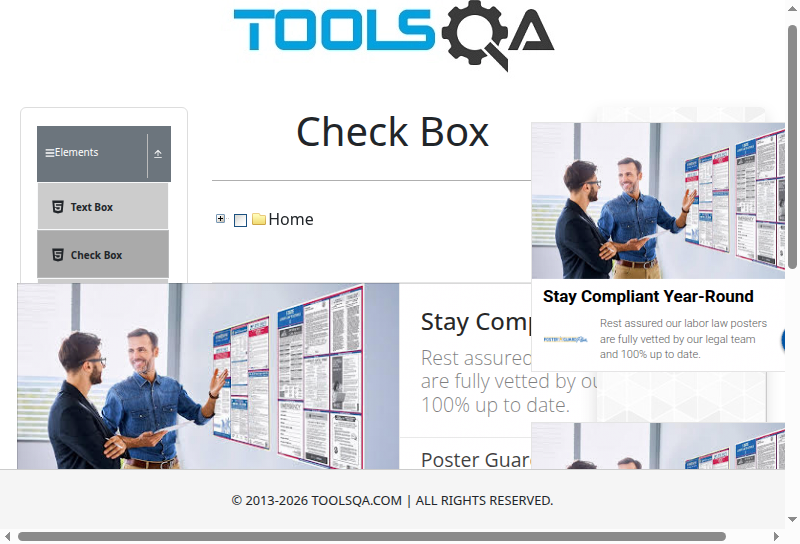 TOOLSQA
Check Box
Elements
Text Box
Check Box
Home
Stay Compliant Year-Round
Rest assured our labor law posters
are fully vetted by our legal team
and 100% up to date.
POSTER GUARD
Stay Comp
Rest assured
are fully vetted by ou
100% up to date.
Poster Guar
© 2013-2026 TOOLSQA.COM | ALL RIGHTS RESERVED.